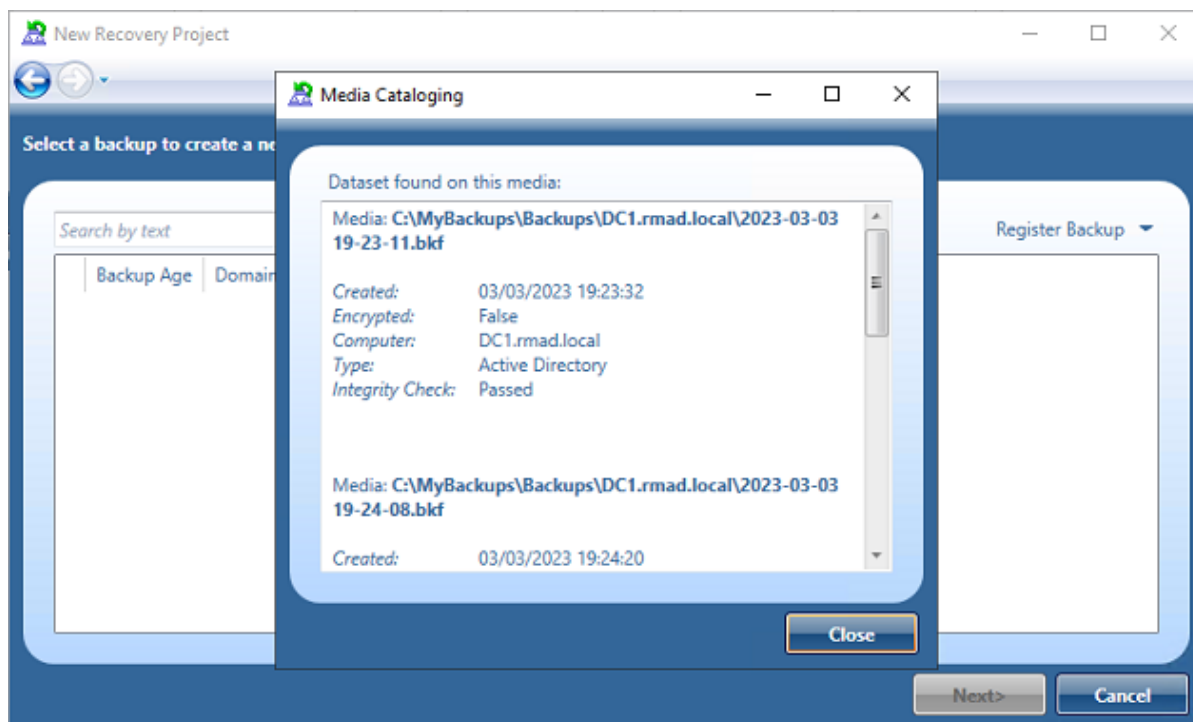 New Recovery Project
Media Cataloging
Select a backup to create a ne
Dataset found on this media:
Media: C:\MyBackups\Backups\DC1.rmad.local\2023-03-03
19-23-11.bkf
Search by text
Register Backup
Backup Age Domain
Created: 03/03/2023 19:23:32
Encrypted: False
Computer: DC1.rmad.local
Type: Active Directory
Integrity Check: Passed
Media: C:\MyBackups\Backups\DC1.rmad.local\2023-03-03
19-24-08.bkf
Created: 03/03/2023 19:24:20
Close
Next>
Cancel